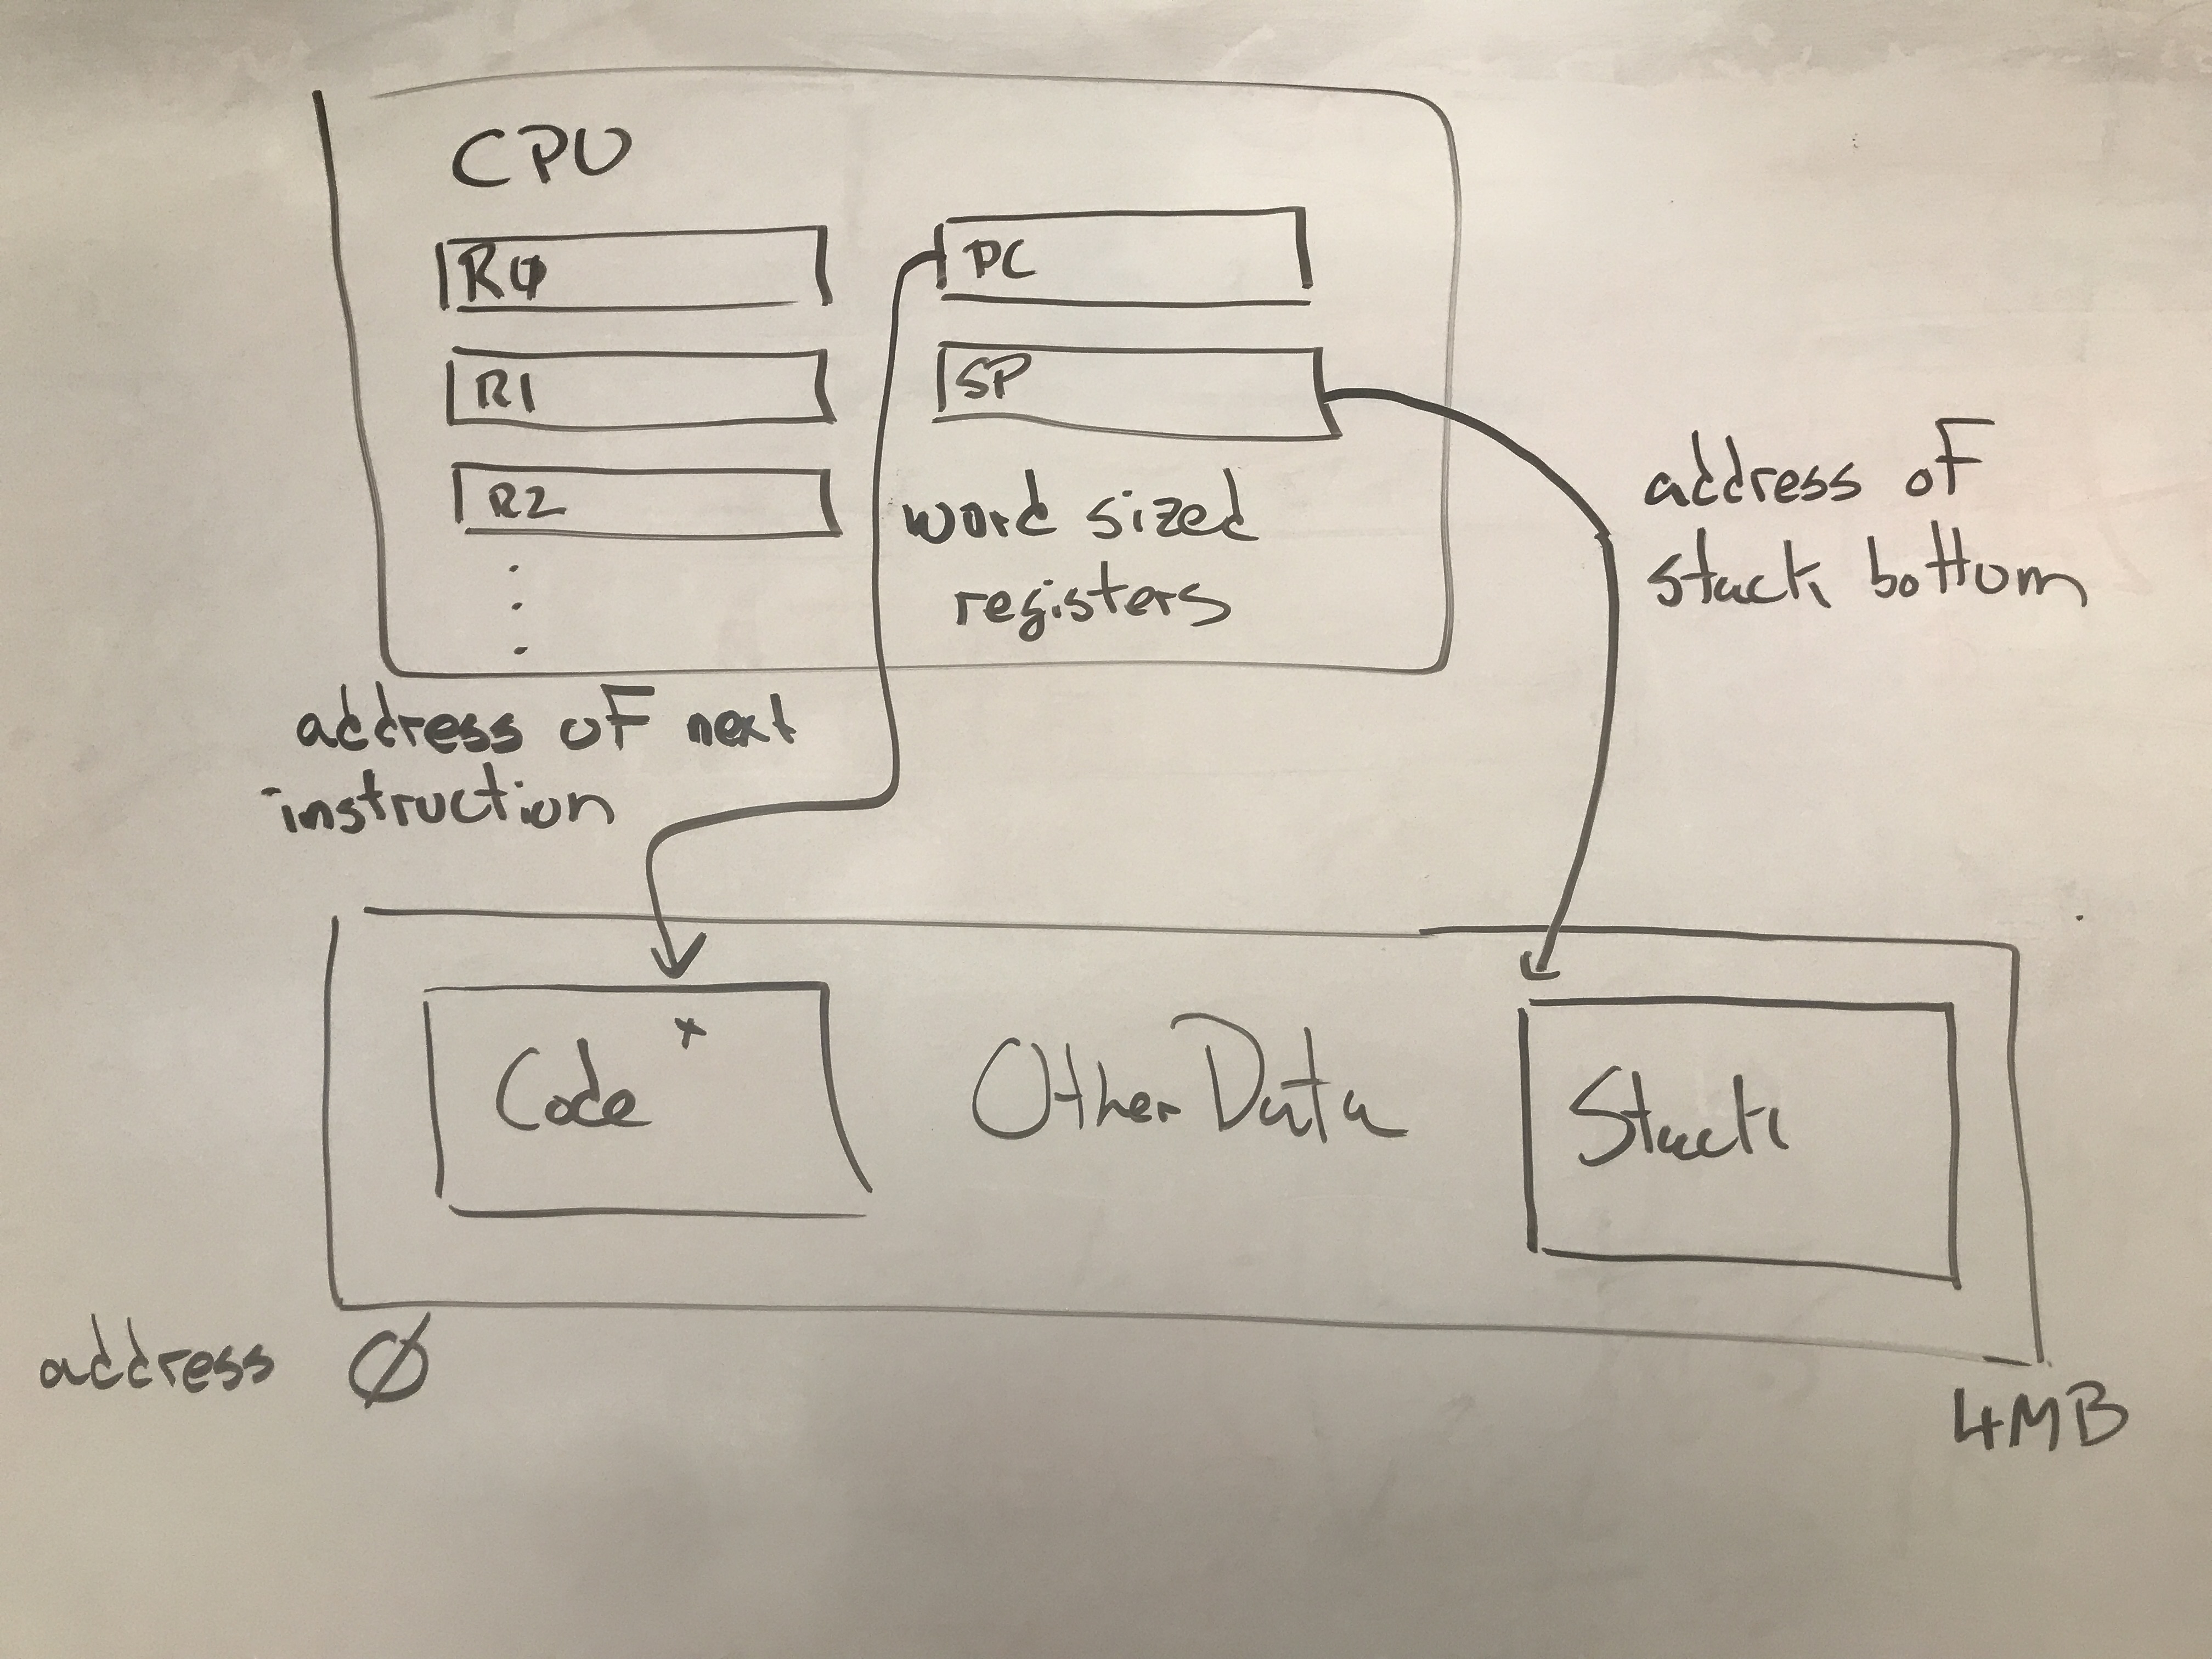 CPU
RØ
PC
R1
SP
R2
word sized
registers
address of
stack bottom
address of next
instruction
Code
Other Data
Stack
address Ø
4MB